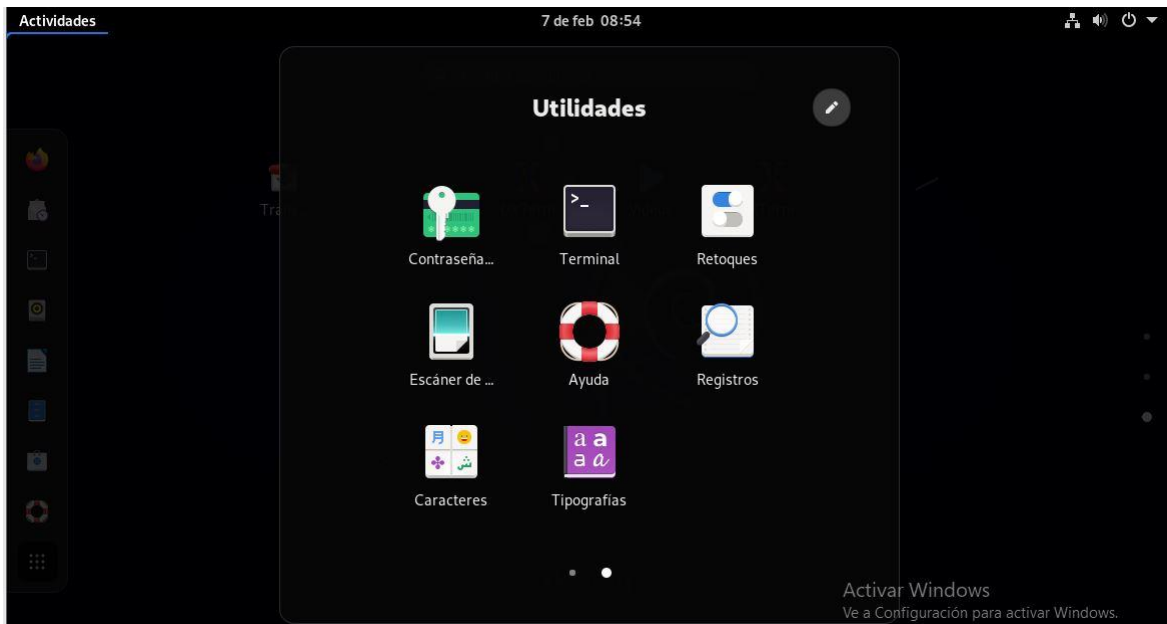 Actividades
7 de feb 08:54
Utilidades
Contraseña...
Terminal
Retoques
Escáner de ...
Ayuda
Registros
Caracteres
Tipografías
Activar Windows
Ve a Configuración para activar Windows.